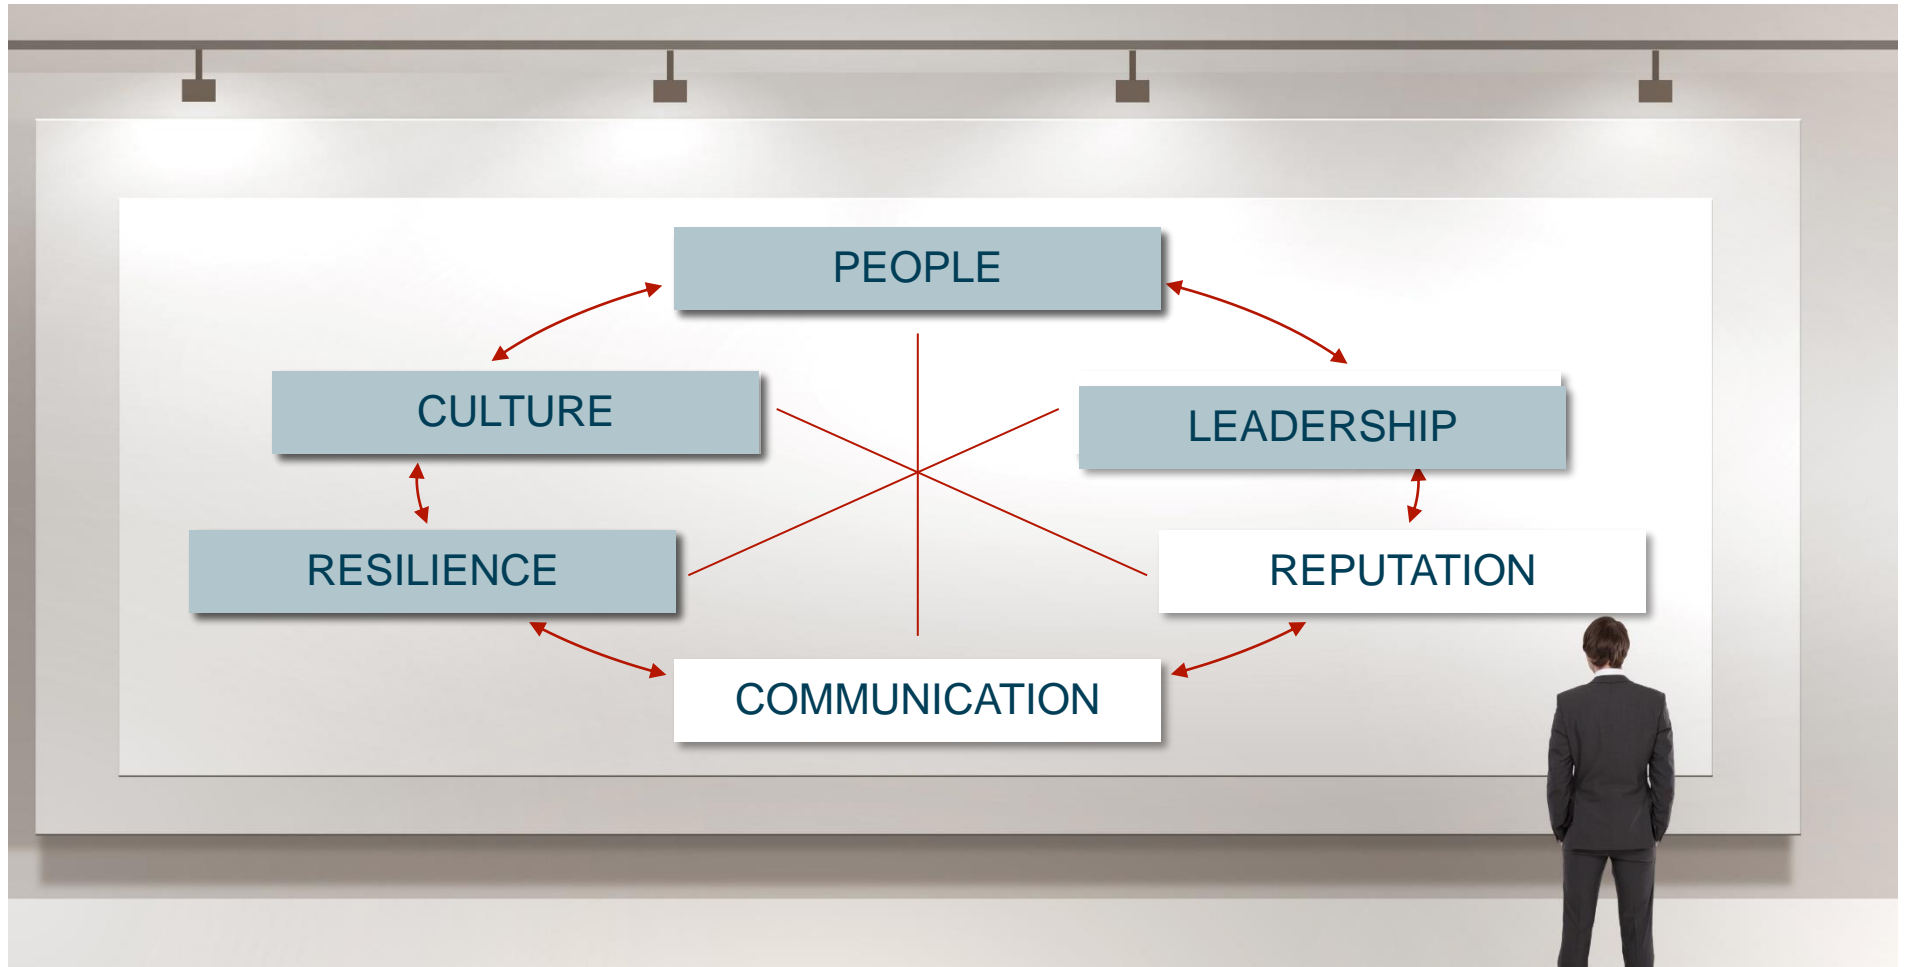 PEOPLE
CULTURE
LEADERSHIP
RESILIENCE
REPUTATION
COMMUNICATION